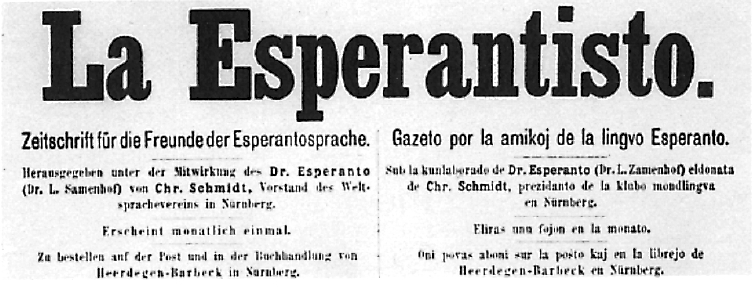 La Esperantisto.
Zeitschrift für die Freunde der Esperantosprache.
Herausgegeben unter der Mitwirkung des Dr. Esperanto
(Dr. L. Samenhof) von Chr. Schmidt, Vorstand des Welt-
sprachevereins in Nürnberg.
Erscheint monatlich einmal.
Zu bestellen auf der Post und in der Buchhandlung von
Heerdegen-Barbeck in Nürnberg.
Gazeto por la amikoj de la lingvo Esperanto.
Sub la kunlaborado de Dr. Esperanto (Dr. L. Zamenhof) eldonata
de Chr. Schmidt, prezidanto de la klubo mondlingva
en Nürnberg.
Eliras unu fojon en la monato.
Oni povas aboni sur la poŝto kaj en la librejo de
Heerdegen-Barbeck en Nürnberg.